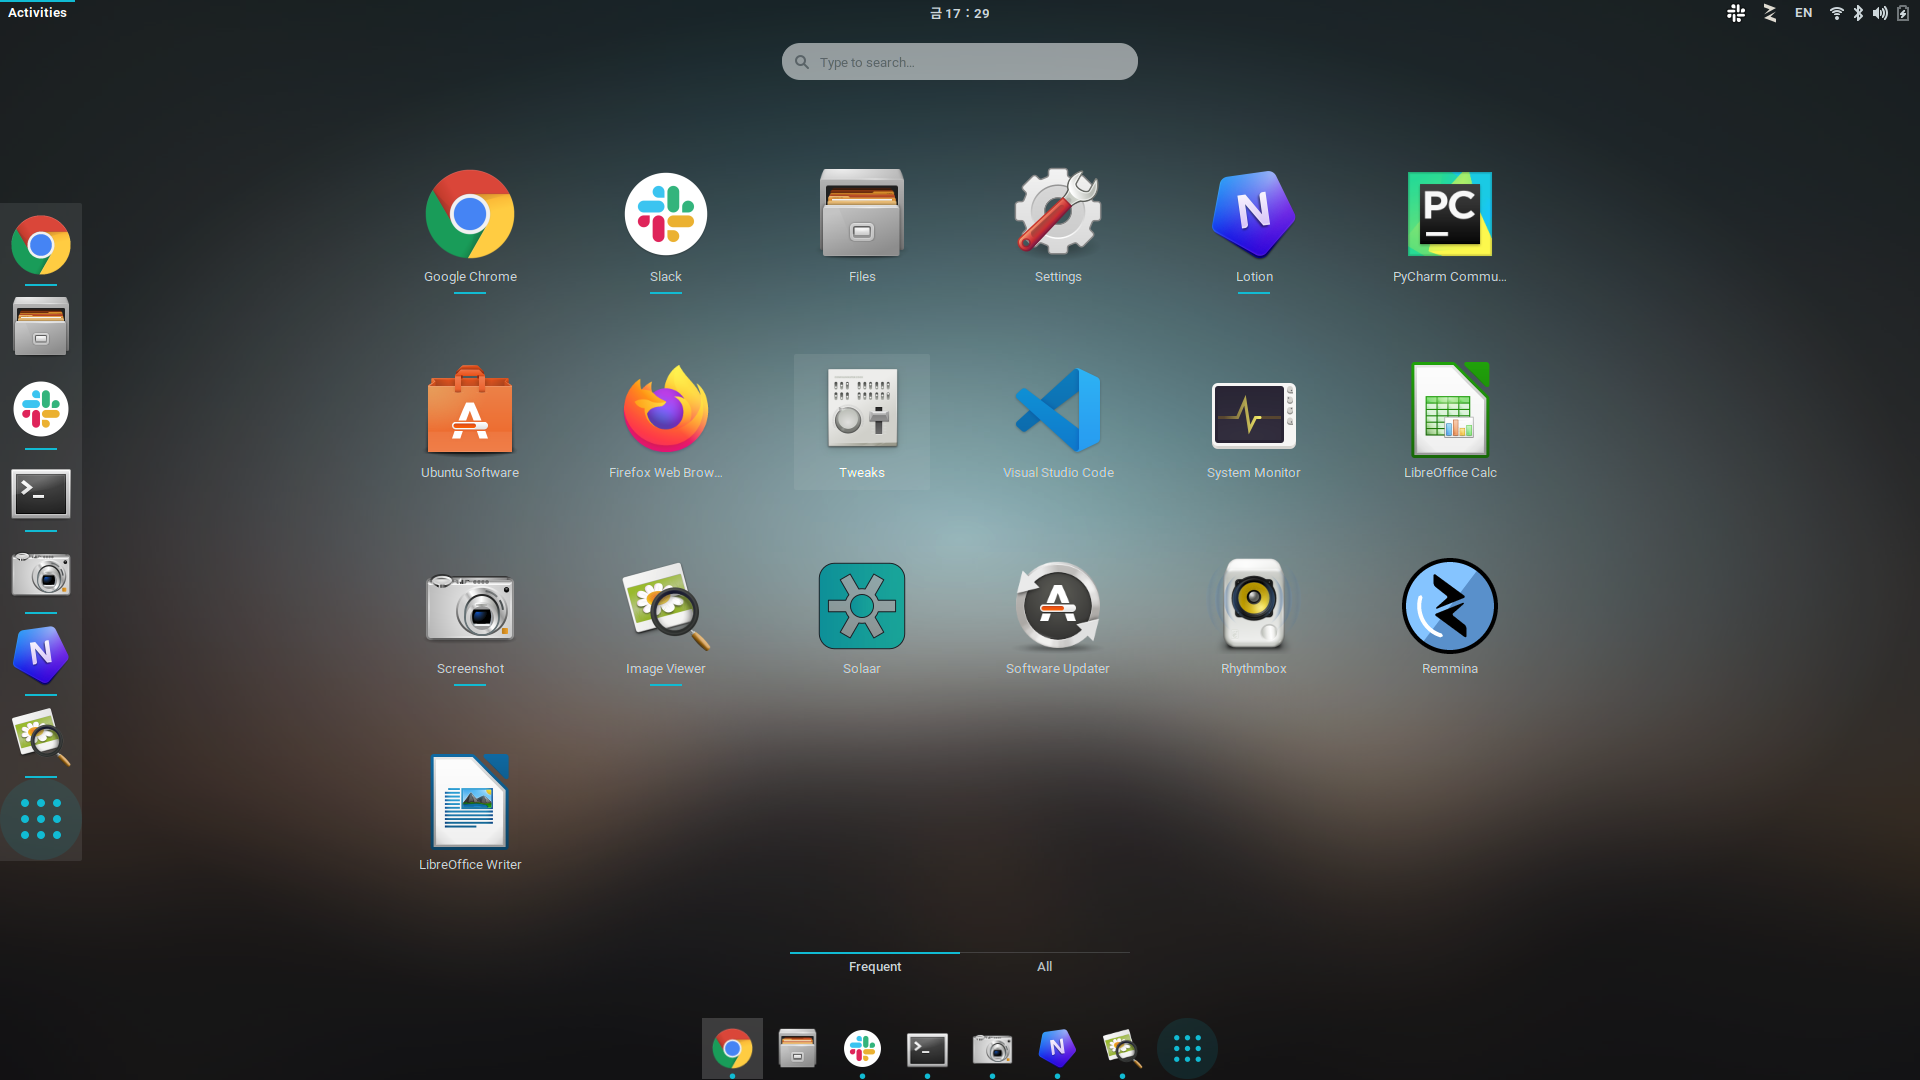 Activities
금 17 : 29
EN
Type to search...
Google Chrome
Slack
Files
Settings
Lotion
PyCharm Commu...
Ubuntu Software
Firefox Web Brow...
Tweaks
Visual Studio Code
System Monitor
LibreOffice Calc
Screenshot
Image Viewer
Solaar
Software Updater
Rhythmbox
Remmina
LibreOffice Writer
Frequent
All